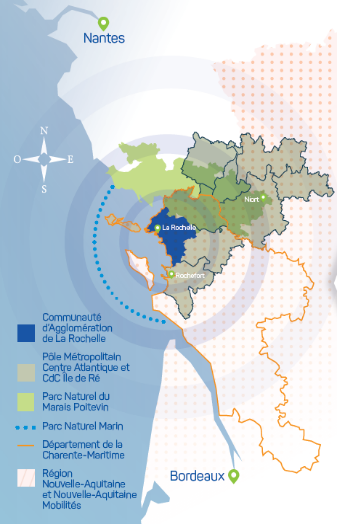 Nantes
N
O
E
S
Niort
La Rochelle
Rochefort
Communauté
d'Agglomération
de La Rochelle
Pôle Métropolitain
Centre Atlantique et
CdC Île de Ré
Parc Naturel du
Marais Poitevin
Parc Naturel Marin
Département de la
Charente-Maritime
Région
Nouvelle-Aquitaine
et Nouvelle-Aquitaine
Mobilités
Bordeaux